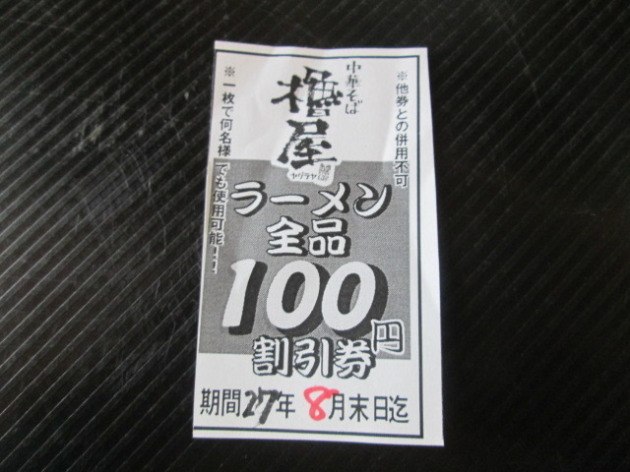 ※他券との併用不可
中華そば
櫓屋
ヤグラヤ
※一枚で何名様でも使用可能!!
ラーメン
全品
100円
割引券
期間27年 8月末日迄